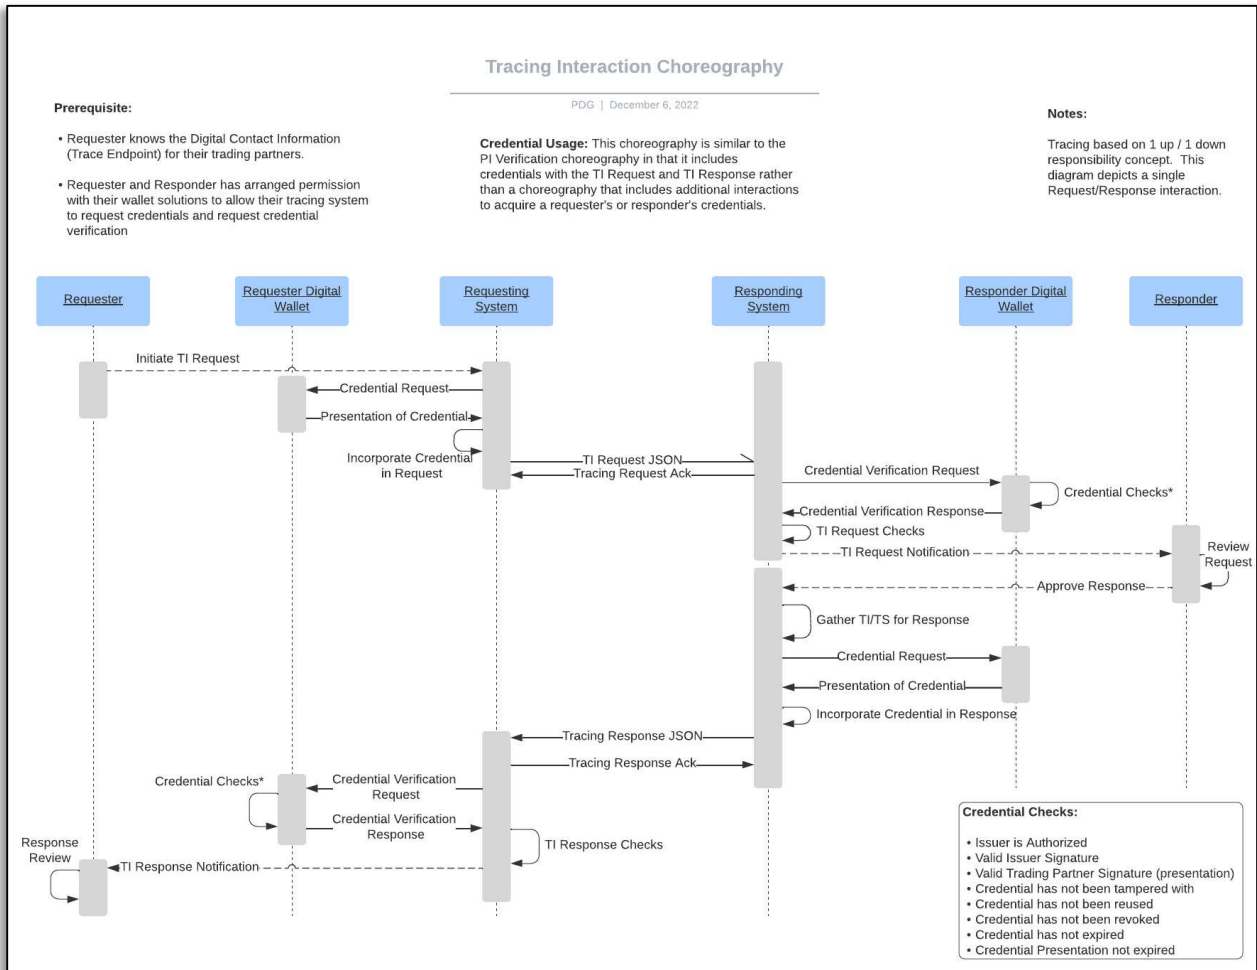 Tracing Interaction Choreography
PDG | December 6, 2022
Prerequisite:
• Requester knows the Digital Contact Information
(Trace Endpoint) for their trading partners.
• Requester and Responder has arranged permission
with their wallet solutions to allow their tracing system
to request credentials and request credential
verification
Credential Usage: This choreography is similar to the
PI Verification choreography in that it includes
credentials with the TI Request and TI Response rather
than a choreography that includes additional interactions
to acquire a requester's or responder's credentials.
Notes:
Tracing based on 1 up / 1 down
responsibility concept. This
diagram depicts a single
Request/Response interaction.
Requester
Requester Digital
Wallet
Requesting
System
Responding
System
Responder Digital
Wallet
Responder
Initiate TI Request
Credential Request
Presentation of Credential
Incorporate Credential
in Request
TI Request JSON
Tracing Request Ack
Credential Verification Request
Credential Checks*
Credential Verification Response
TI Request Checks
TI Request Notification
Review
Request
Approve Response
Gather TI/TS for Response
Credential Request
Presentation of Credential
Incorporate Credential in Response
Tracing Response JSON
Tracing Response Ack
Credential Verification
Request
Credential Checks*
Credential Verification
Response
TI Response Checks
TI Response Notification
Response
Review
Credential Checks:
• Issuer is Authorized
• Valid Issuer Signature
• Valid Trading Partner Signature (presentation)
• Credential has not been tampered with
• Credential has not been reused
• Credential has not been revoked
• Credential has not expired
• Credential Presentation not expired